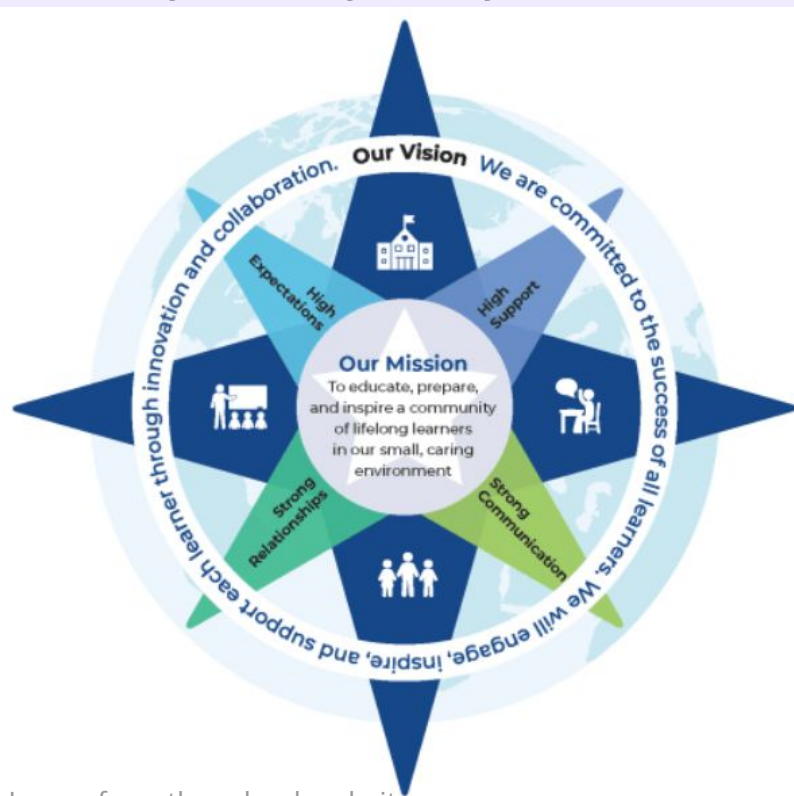 Our Vision We are committed to the success of all learners. We will engage, inspire, and support each learner through innovation and collaboration.
High
Expectations
High
Support
Our Mission
To educate, prepare,
and inspire a community
of lifelong learners
in our small, caring
environment
Strong
Relationships
Strong
Communication